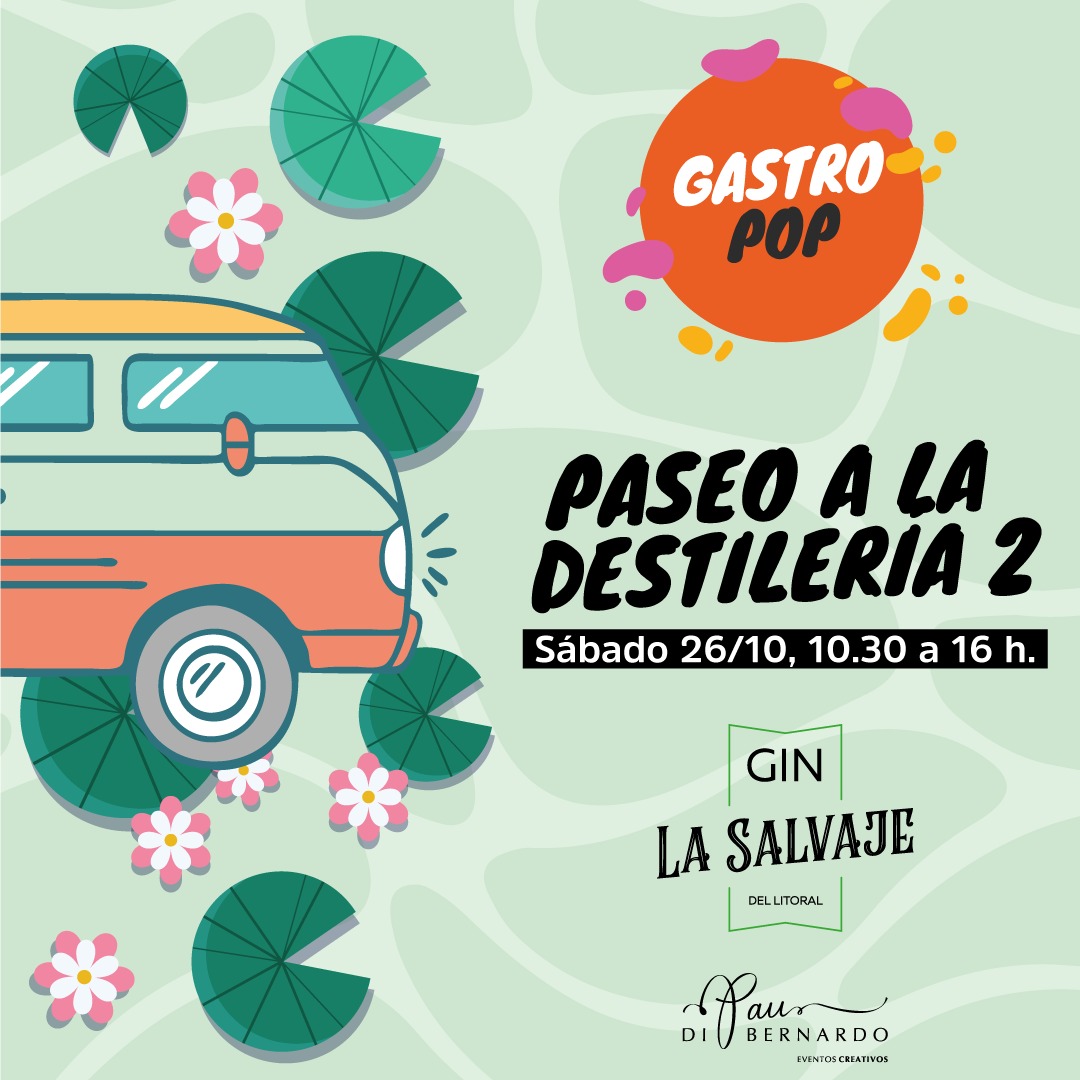 GASTRO
POP
PASEO A LA
DESTILERÍA 2
Sábado 26/10, 10.30 a 16 h.
GIN
LA SALVAJE
DEL LITORAL
Pau
DI BERNARDO
EVENTOS CREATIVOS